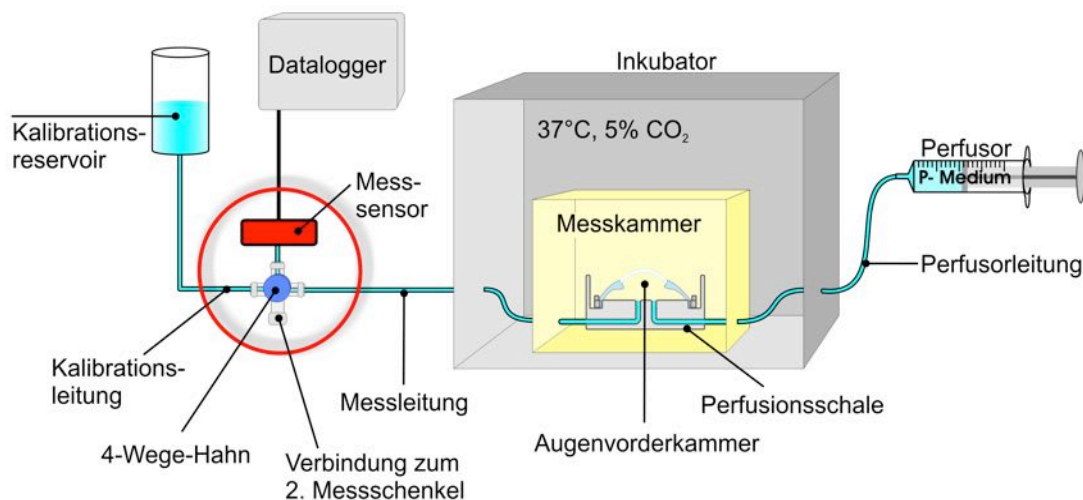 Datalogger
Kalibrations-
reservoir
Mess-
sensor
Inkubator
37°C, 5% CO₂
Messkammer
Perfusor
P- Medium
Perfusorleitung
Kalibrations-
leitung
4-Wege-Hahn
Verbindung zum
2. Messschenkel
Messleitung
Augenvorderkammer
Perfusionsschale